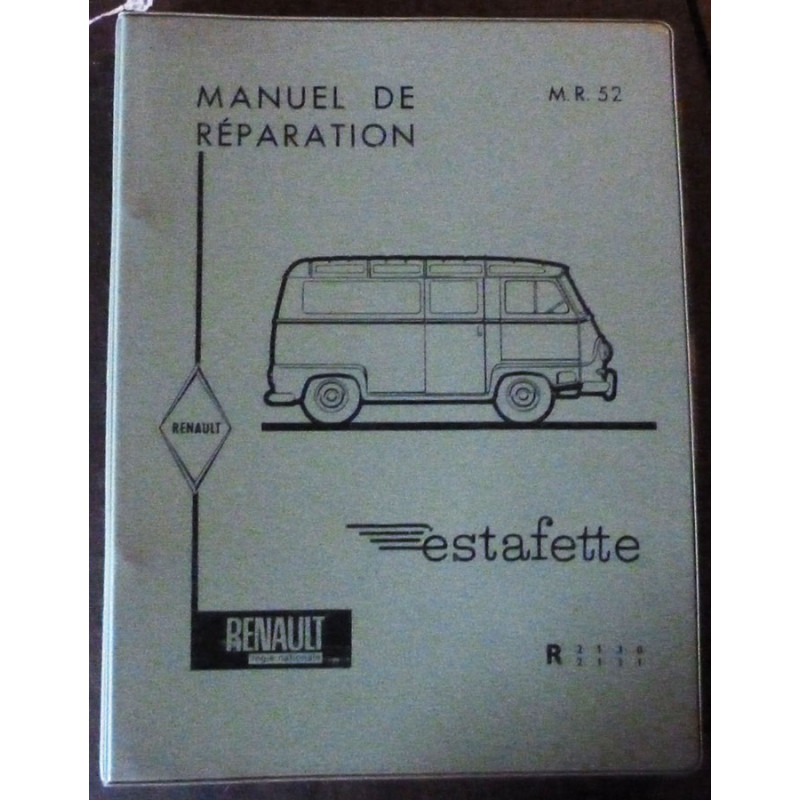 MANUEL DE
RÉPARATION
M.R. 52
RENAULT
estafette
RENAULT
régie nationale
R 2130
2131